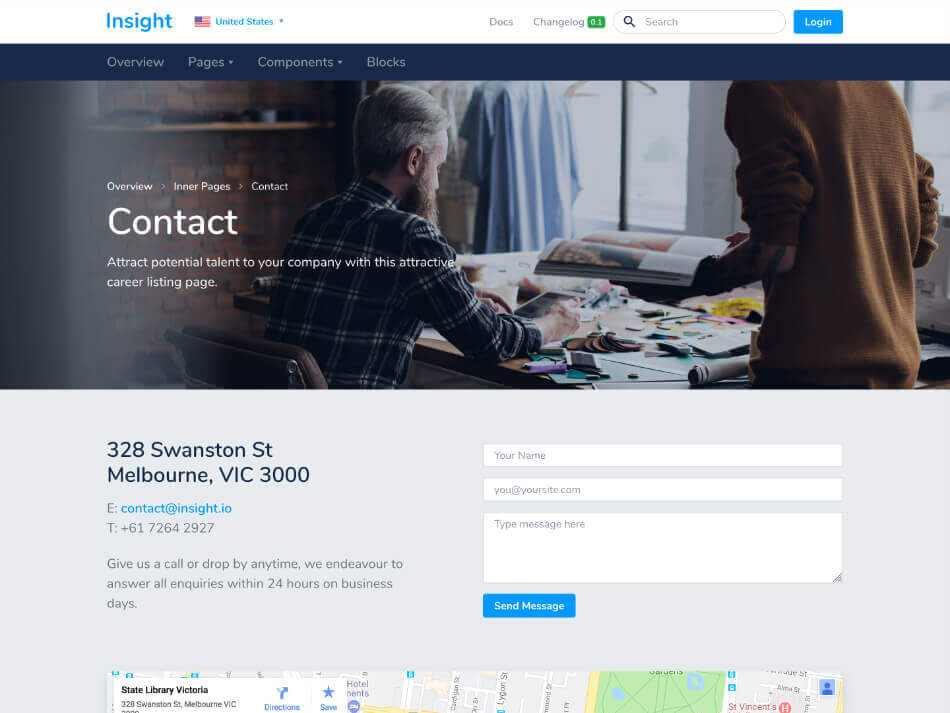 Insight
United States
Docs
Changelog 0.1
Search
Login
Overview
Pages
Components
Blocks
Overview > Inner Pages > Contact
Contact
Attract potential talent to your company with this attractive
career listing page.
328 Swanston St
Melbourne, VIC 3000
E: contact@insight.io
T: +61 7264 2927
Give us a call or drop by anytime, we endeavour to
answer all enquiries within 24 hours on business
days.
Your Name
you@yoursite.com
Type message here
Send Message
State Library Victoria
328 Swanston St, Melbourne VIC
Directions
Save
Hotel
Lygon St
Cardigan St
St Vincent's